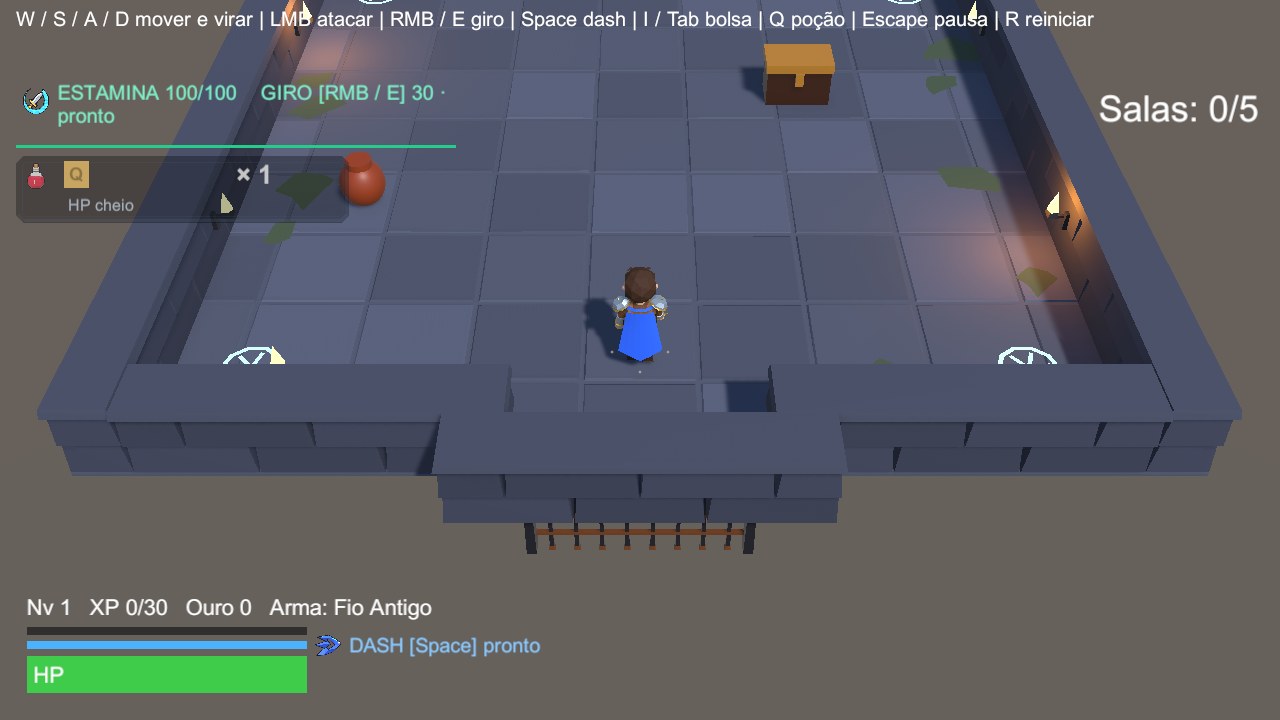 W / S / A / D mover e virar | LMB atacar | RMB / E giro | Space dash | I / Tab bolsa | Q poção | Escape pausa | R reiniciar
ESTAMINA 100/100 GIRO [RMB / E] 30 ·
pronto
Salas: 0/5
Q × 1
HP cheio
Nv 1 XP 0/30 Ouro 0 Arma: Fio Antigo
DASH [Space] pronto
HP